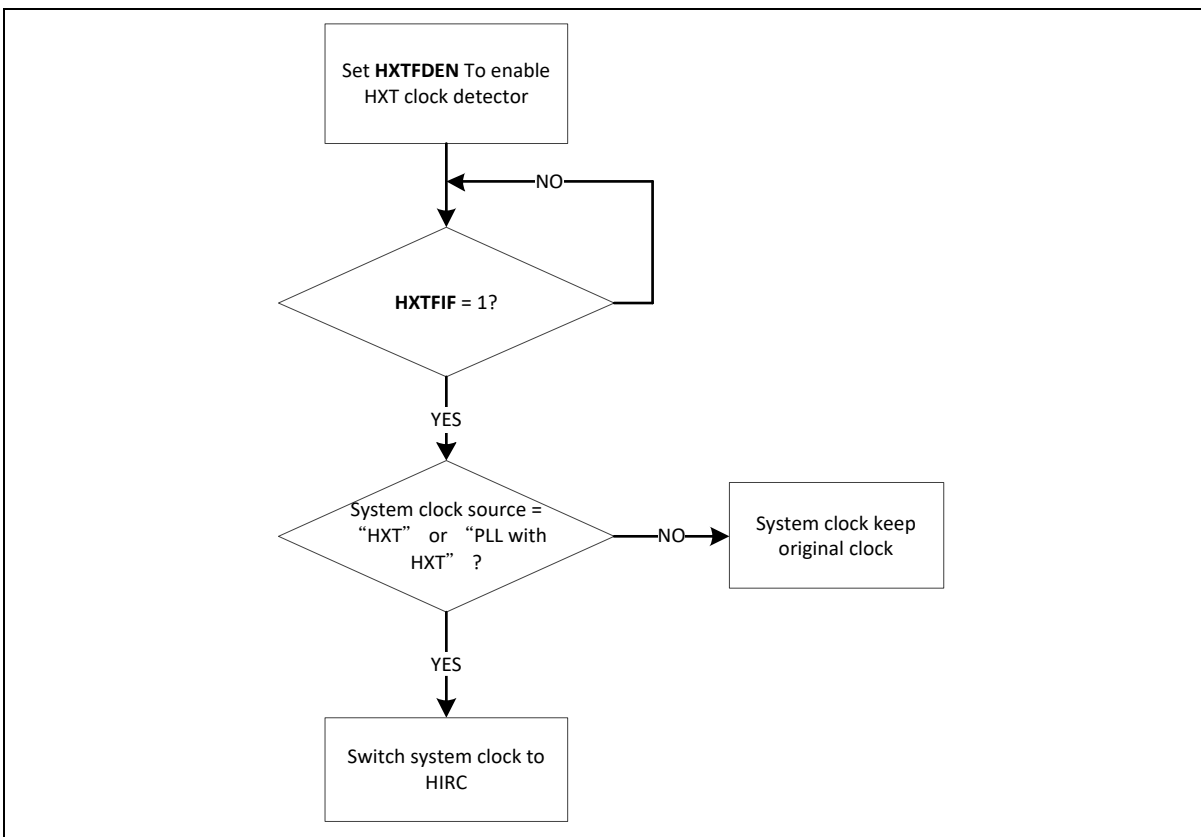 Set HXTFDEN To enable
HXT clock detector
NO
HXTFIF = 1?
YES
System clock source =
“HXT” or “PLL with
HXT” ?
NO
System clock keep
original clock
YES
Switch system clock to
HIRC